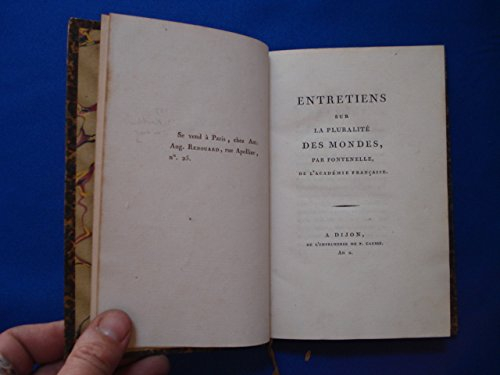 Se vend à Paris, chez Ant.
Aug. RENOUARD, rue Apolline,
n°. 25.
ENTRETIENS
SUR
LA PLURALITÉ
DES MONDES,
PAR FONTENELLE,
DE L'ACADÉMIE FRANÇAISE.
A DIJON,
DE L'IMPRIMERIE DE P. CAUSSE.
AN 2.